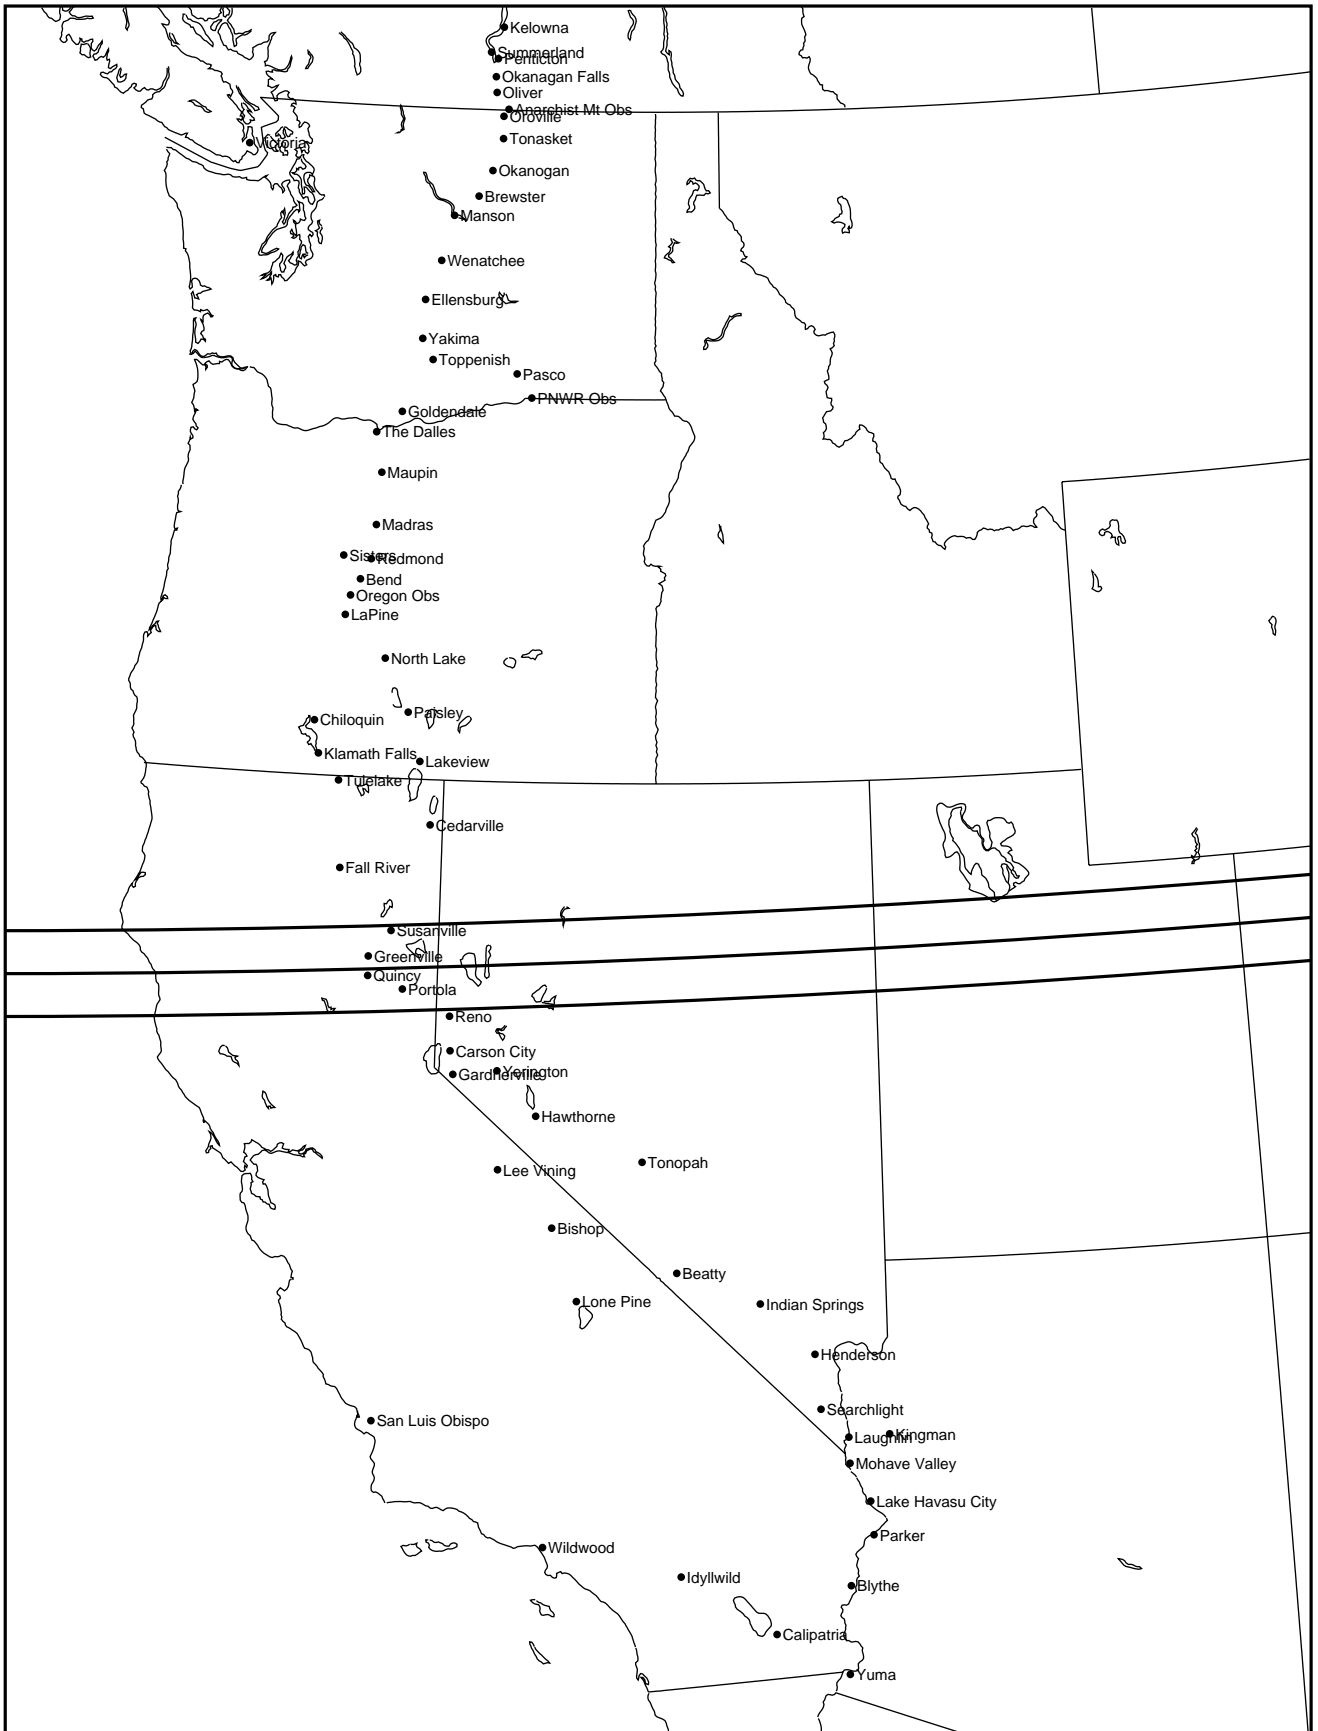 Kelowna
Summerland
Penticton
Okanagan Falls
Oliver
Anarchist Mt Obs
Oroville
Tonasket
Victoria
Okanogan
Brewster
Manson
Wenatchee
Ellensburg
Yakima
Toppenish
Pasco
PNWR Obs
Goldendale
The Dalles
Maupin
Madras
Sisters
Redmond
Bend
Oregon Obs
LaPine
North Lake
Paisley
Chiloquin
Klamath Falls
Lakeview
Tulelake
Cedarville
Fall River
Susanville
Greenville
Quincy
Portola
Reno
Carson City
Yerington
Gardnerville
Hawthorne
Tonopah
Lee Vining
Bishop
Beatty
Lone Pine
Indian Springs
Henderson
Searchlight
San Luis Obispo
Kingman
Laughlin
Mohave Valley
Lake Havasu City
Parker
Wildwood
Idyllwild
Blythe
Calipatria
Yuma